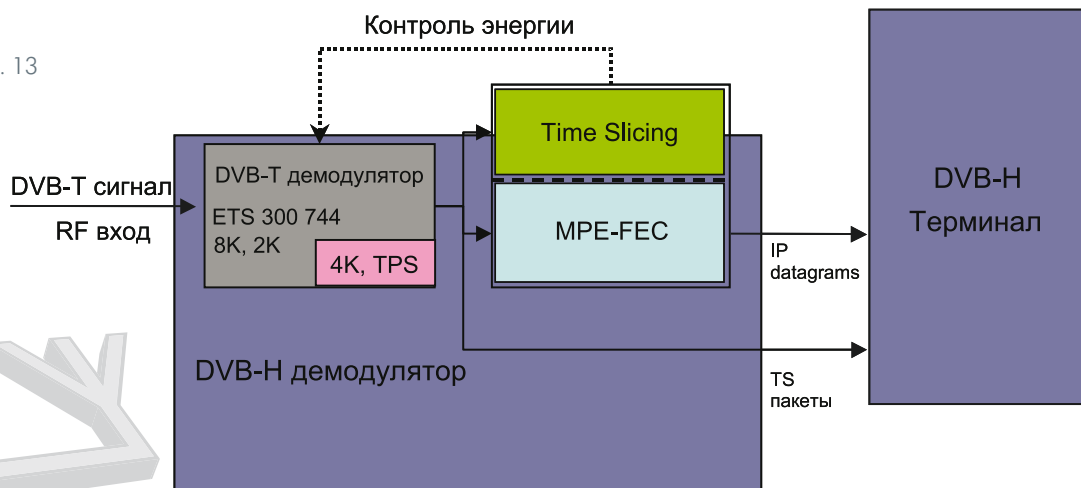 Контроль энергии
. 13
Time Slicing
DVB-T сигнал
RF вход
DVB-T демодулятор
ETS 300 744
8K, 2K
4K, TPS
MPE-FEC
IP
datagrams
DVB-H
Терминал
DVB-H демодулятор
TS
пакеты